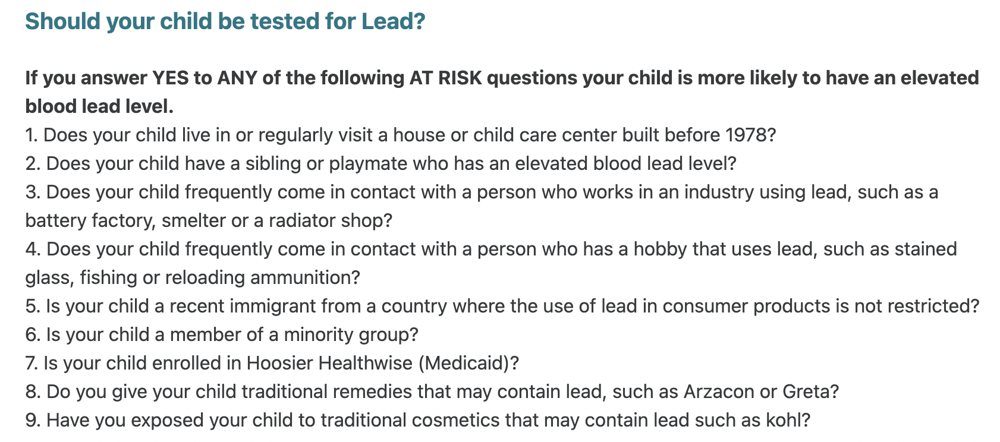 Should your child be tested for Lead?
If you answer YES to ANY of the following AT RISK questions your child is more likely to have an elevated
blood lead level.
1. Does your child live in or regularly visit a house or child care center built before 1978?
2. Does your child have a sibling or playmate who has an elevated blood lead level?
3. Does your child frequently come in contact with a person who works in an industry using lead, such as a
battery factory, smelter or a radiator shop?
4. Does your child frequently come in contact with a person who has a hobby that uses lead, such as stained
glass, fishing or reloading ammunition?
5. Is your child a recent immigrant from a country where the use of lead in consumer products is not restricted?
6. Is your child a member of a minority group?
7. Is your child enrolled in Hoosier Healthwise (Medicaid)?
8. Do you give your child traditional remedies that may contain lead, such as Arzacon or Greta?
9. Have you exposed your child to traditional cosmetics that may contain lead such as kohl?